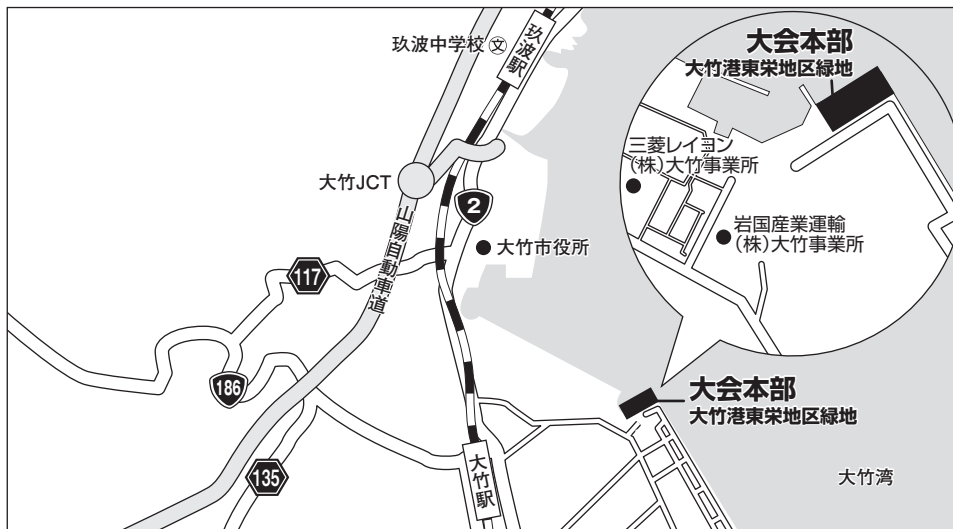 玖波中学校 文
玖波駅
大会本部
大竹港東栄地区緑地
三菱レイヨン
(株)大竹事業所
岩国産業運輸
(株)大竹事業所
大竹JCT
山陽自動車道
2
大竹市役所
117
186
大会本部
大竹港東栄地区緑地
大竹駅
135
大竹湾